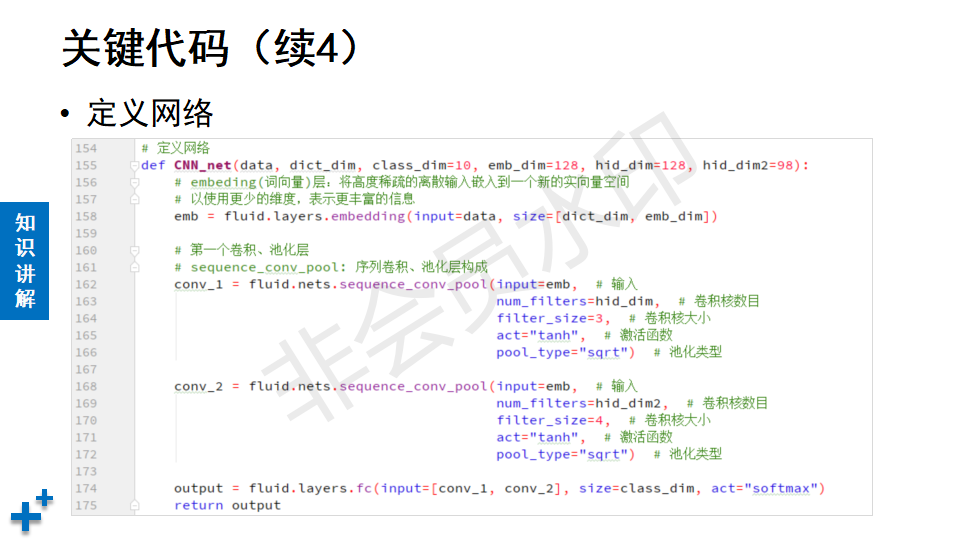 关键代码（续4）
• 定义网络
知识讲解
154 # 定义网络
155 def CNN_net(data, dict_dim, class_dim=10, emb_dim=128, hid_dim=128, hid_dim2=98):
156 # embeding(词向量)层：将高度稀疏的离散输入嵌入到一个新的实向量空间
157 # 以使用更少的维度，表示更丰富的信息
158 emb = fluid.layers.embedding(input=data, size=[dict_dim, emb_dim])
159
160 # 第一个卷积、池化层
161 # sequence_conv_pool: 序列卷积、池化层构成
162 conv_1 = fluid.nets.sequence_conv_pool(input=emb, # 输入
163 num_filters=hid_dim, # 卷积核数目
164 filter_size=3, # 卷积核大小
165 act="tanh", # 激活函数
166 pool_type="sqrt") # 池化类型
167
168 conv_2 = fluid.nets.sequence_conv_pool(input=emb, # 输入
169 num_filters=hid_dim2, # 卷积核数目
170 filter_size=4, # 卷积核大小
171 act="tanh", # 激活函数
172 pool_type="sqrt") # 池化类型
173
174 output = fluid.layers.fc(input=[conv_1, conv_2], size=class_dim, act="softmax")
175 return output
非会员水印